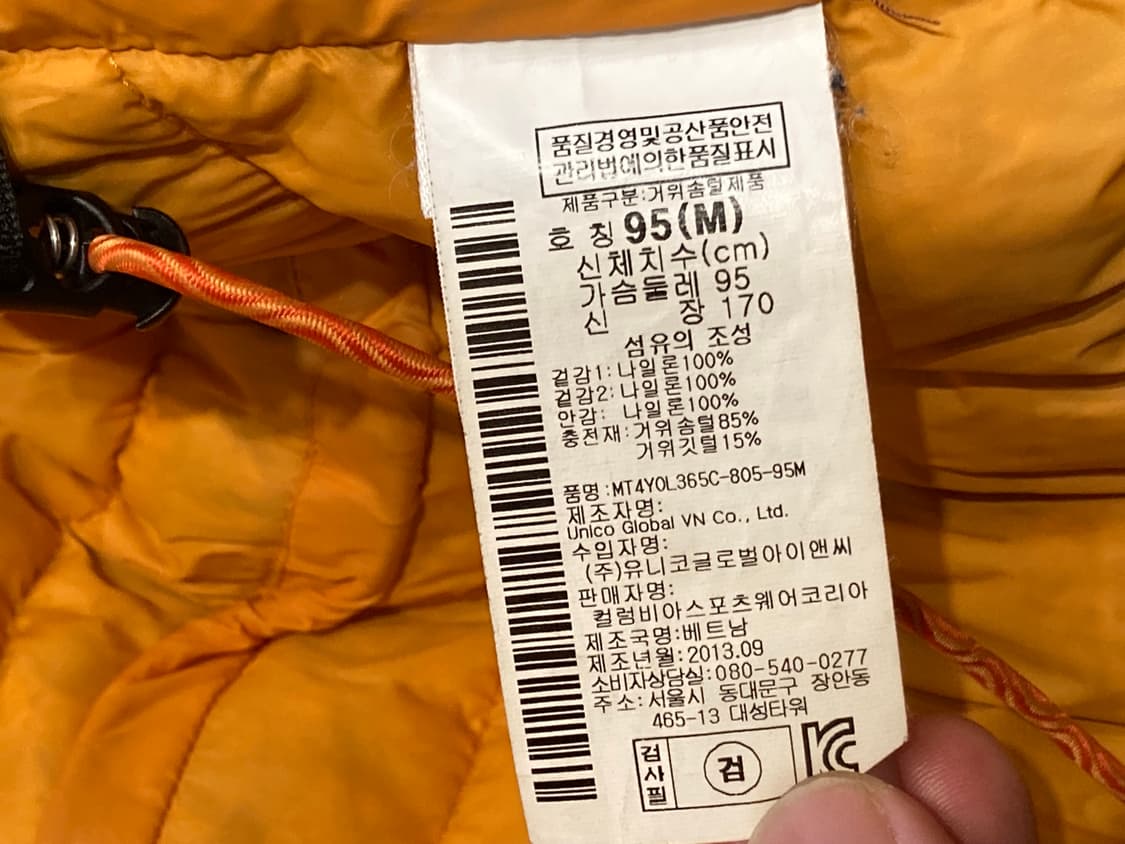 품질경영및공산품안전
관리법에의한품질표시
제품구분:거위솜털제품
호 칭 95(M)
신체치수(cm)
가슴둘레 95
신 장 170
섬유의 조성
겉감1: 나일론100%
겉감2: 나일론100%
안감: 나일론100%
충전재: 거위솜털85%
거위깃털15%
품명:MT4YOL365C-805-95M
제조자명:
Unico Global VN Co., Ltd.
수입자명:
(주)유니코글로벌아이앤씨
판매자명:
컬럼비아스포츠웨어코리아
제조국명:베트남
제조년월:2013.09
소비자상담실:080-540-0277
주소:서울시 동대문구 장안동
465-13 대성타워
검사필 검 KC